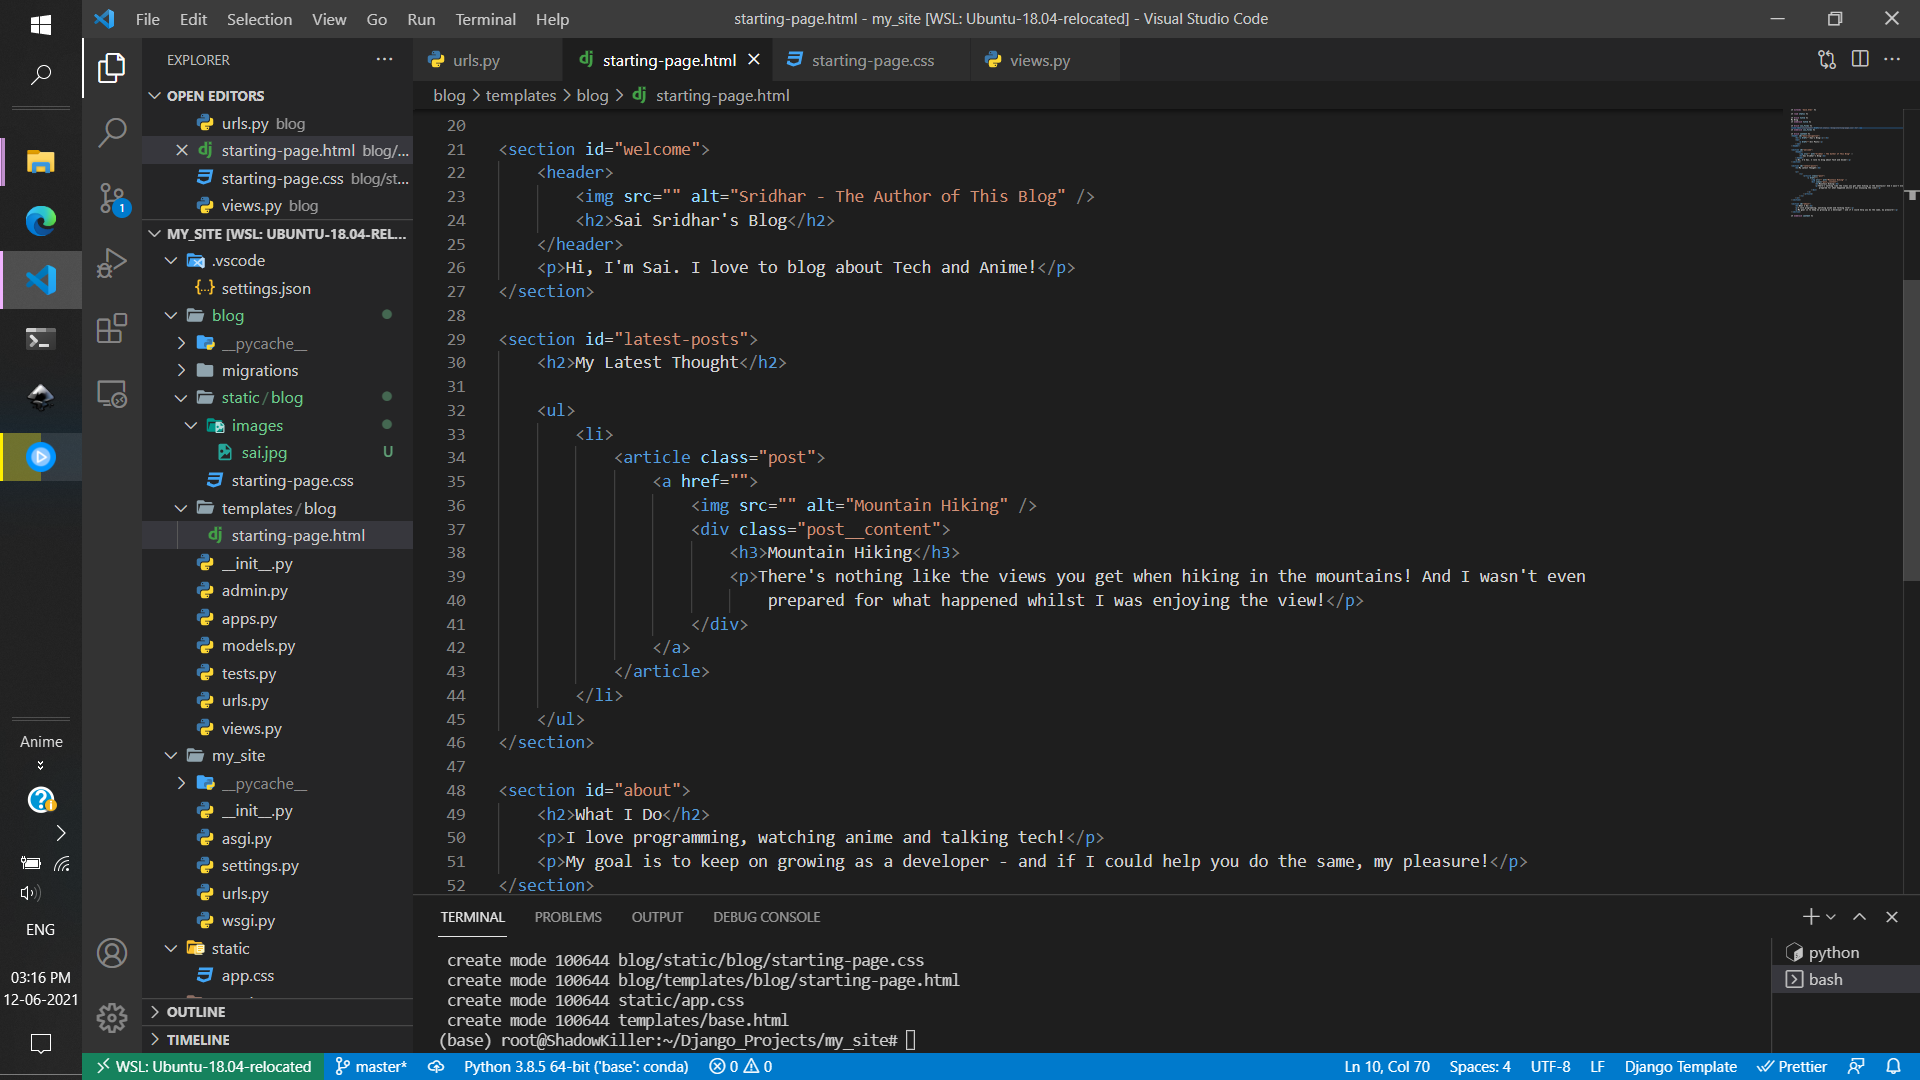 File Edit Selection View Go Run Terminal Help
starting-page.html - my_site [WSL: Ubuntu-18.04-relocated] - Visual Studio Code
EXPLORER
OPEN EDITORS
urls.py blog
starting-page.html blog/...
starting-page.css blog/st...
views.py blog
MY_SITE [WSL: UBUNTU-18.04-REL...
.vscode
settings.json
blog
__pycache__
migrations
static/blog
images
sai.jpg U
starting-page.css
templates/blog
starting-page.html
__init__.py
admin.py
apps.py
models.py
tests.py
urls.py
views.py
my_site
__pycache__
__init__.py
asgi.py
settings.py
urls.py
wsgi.py
static
app.css
OUTLINE
TIMELINE
1
Anime
ENG
03:16 PM
12-06-2021
urls.py
starting-page.html
starting-page.css
views.py
blog > templates > blog > starting-page.html
20
21 <section id="welcome">
22 <header>
23 <img src="" alt="Sridhar - The Author of This Blog" />
24 <h2>Sai Sridhar's Blog</h2>
25 </header>
26 <p>Hi, I'm Sai. I love to blog about Tech and Anime!</p>
27 </section>
28
29 <section id="latest-posts">
30 <h2>My Latest Thought</h2>
31
32 <ul>
33 <li>
34 <article class="post">
35 <a href="">
36 <img src="" alt="Mountain Hiking" />
37 <div class="post__content">
38 <h3>Mountain Hiking</h3>
39 <p>There's nothing like the views you get when hiking in the mountains! And I wasn't even
40 prepared for what happened whilst I was enjoying the view!</p>
41 </div>
42 </a>
43 </article>
44 </li>
45 </ul>
46 </section>
47
48 <section id="about">
49 <h2>What I Do</h2>
50 <p>I love programming, watching anime and talking tech!</p>
51 <p>My goal is to keep on growing as a developer - and if I could help you do the same, my pleasure!</p>
52 </section>
TERMINAL PROBLEMS OUTPUT DEBUG CONSOLE
create mode 100644 blog/static/blog/starting-page.css
create mode 100644 blog/templates/blog/starting-page.html
create mode 100644 static/app.css
create mode 100644 templates/base.html
(base) root@ShadowKiller:~/Django_Projects/my_site#
python
bash
WSL: Ubuntu-18.04-relocated master* Python 3.8.5 64-bit ('base': conda) 0 0 Ln 10, Col 70 Spaces: 4 UTF-8 LF Django Template Prettier